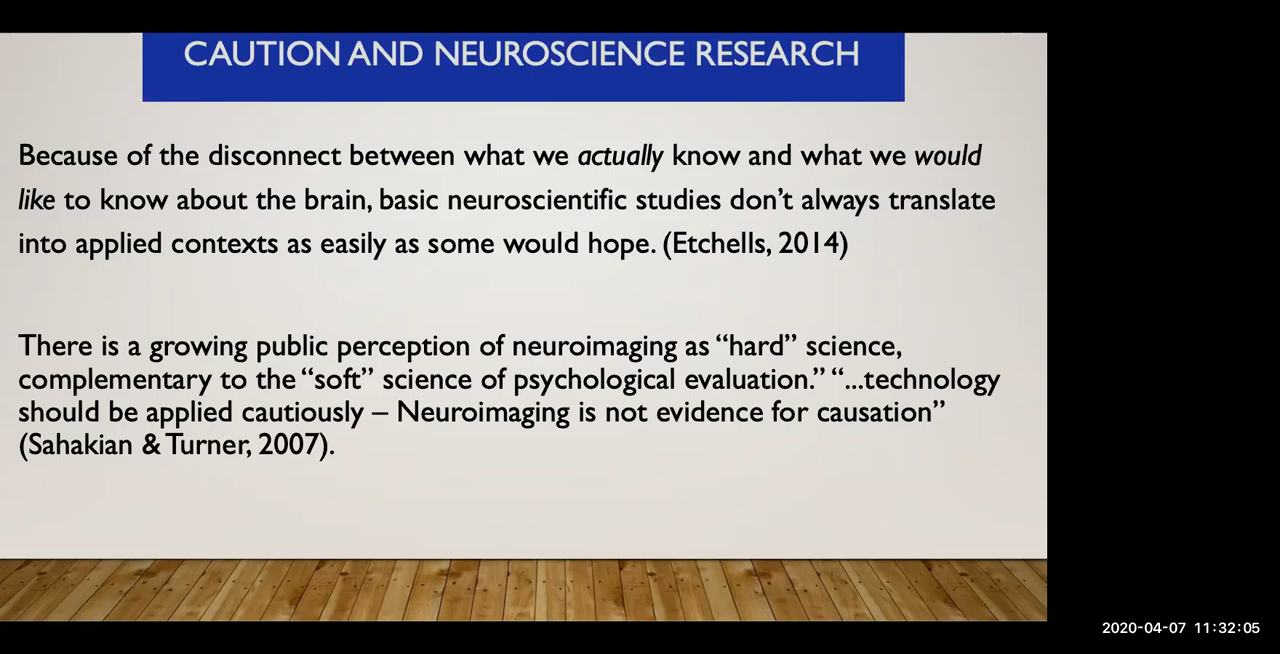 CAUTION AND NEUROSCIENCE RESEARCH
Because of the disconnect between what we actually know and what we would
like to know about the brain, basic neuroscientific studies don’t always translate
into applied contexts as easily as some would hope. (Etchells, 2014)
There is a growing public perception of neuroimaging as “hard” science,
complementary to the “soft” science of psychological evaluation.” “...technology
should be applied cautiously – Neuroimaging is not evidence for causation”
(Sahakian & Turner, 2007).
2020-04-07 11:32:05